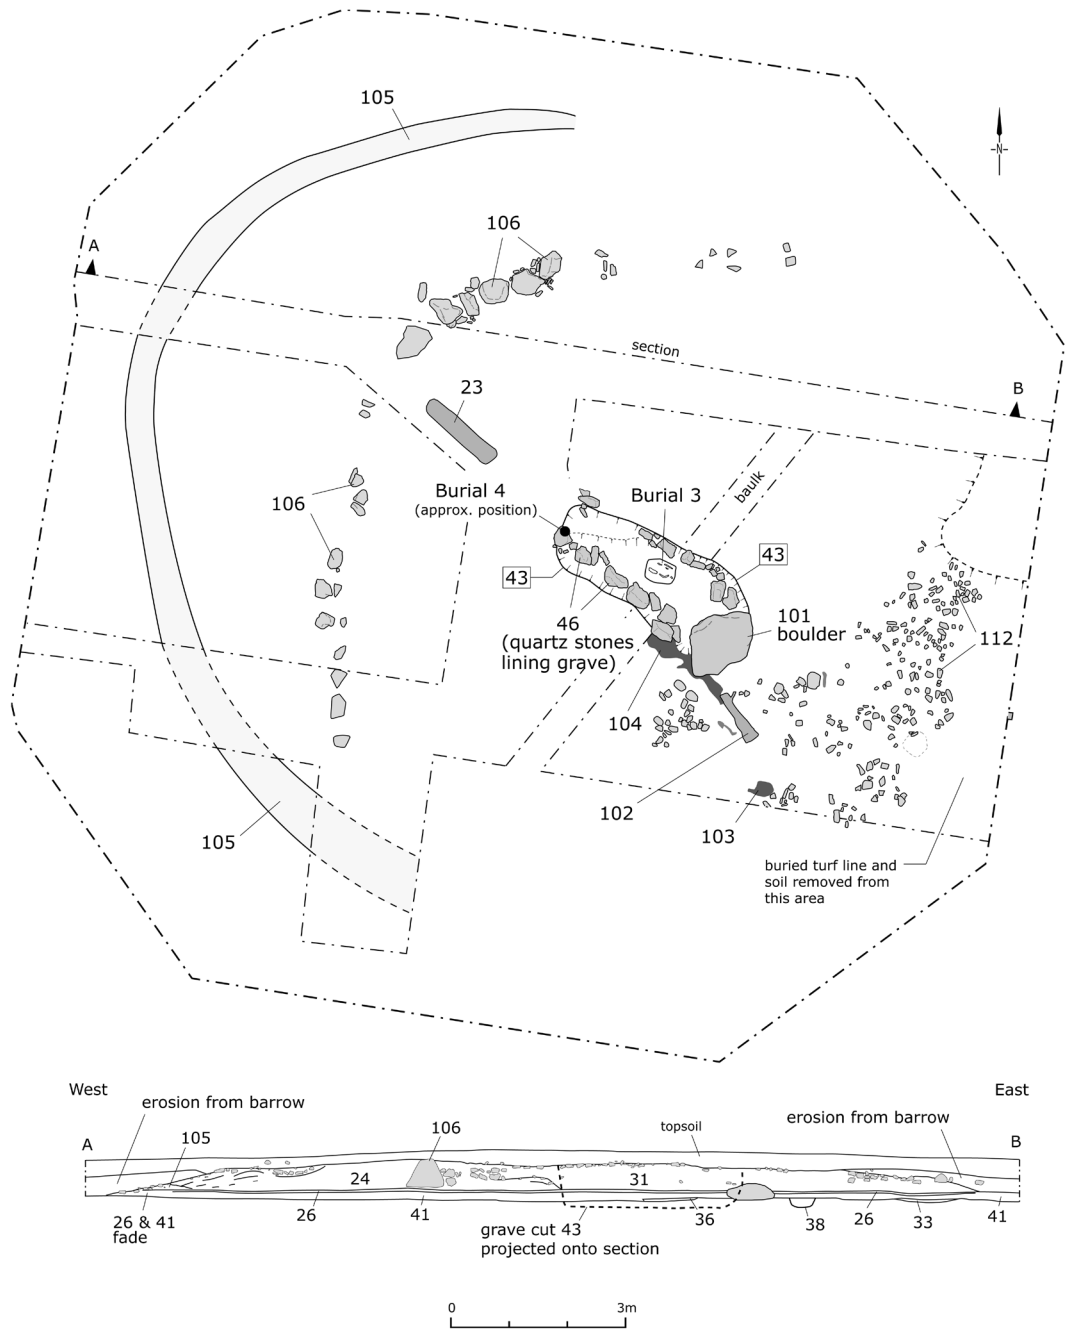 105
N
106
A
section
23
B
Burial 4
(approx. position)
Burial 3
baulk
106
43
43
46
(quartz stones
lining grave)
101
boulder
112
104
102
103
105
buried turf line and
soil removed from
this area
West
East
erosion from barrow
erosion from barrow
A
105
106
topsoil
B
24
31
26 & 41
fade
26
41
grave cut 43
projected onto section
36
38
26
33
41
0
3m